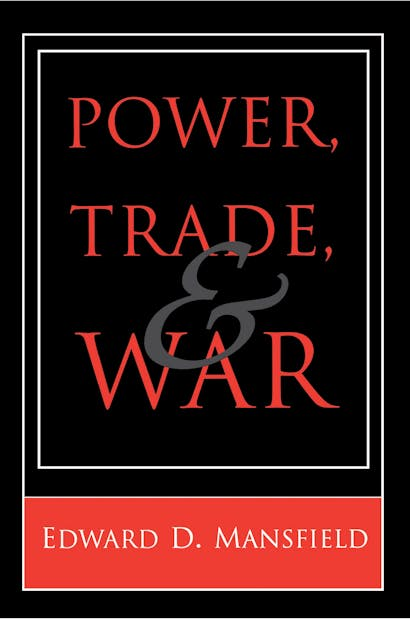 POWER,
TRADE,
&
WAR
EDWARD D. MANSFIELD